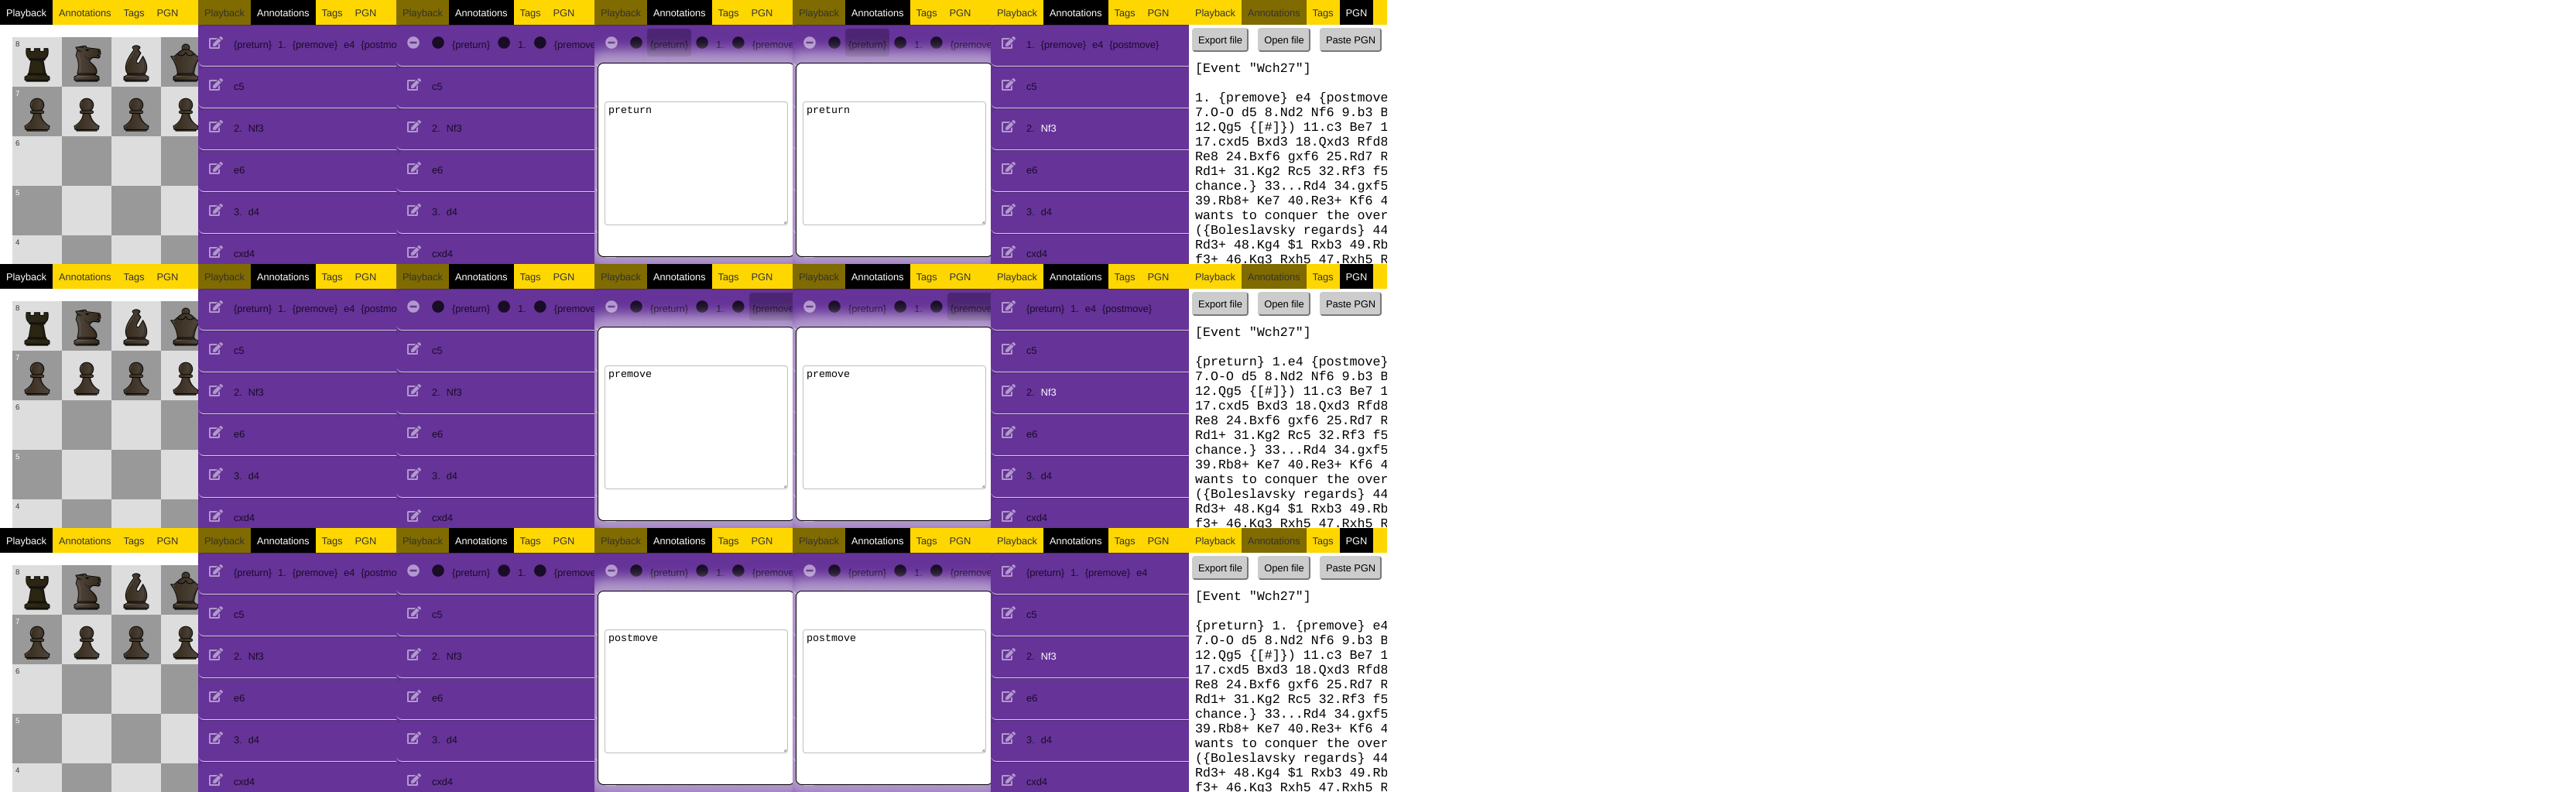 Playback Annotations Tags PGN
8
7
6
5
4
Playback Annotations Tags PGN
{preturn} 1. {premove} e4 {postmo
c5
2. Nf3
e6
3. d4
cxd4
Playback Annotations Tags PGN
{preturn} 1. {premove
c5
2. Nf3
e6
3. d4
cxd4
Playback Annotations Tags PGN
{preturn} 1. {premove
preturn
Playback Annotations Tags PGN
{preturn} 1. {premove
preturn
Playback Annotations Tags PGN
1. {premove} e4 {postmove}
c5
2. Nf3
e6
3. d4
cxd4
Playback Annotations Tags PGN
Export file Open file Paste PGN
[Event "Wch27"]
1. {premove} e4 {postmove
7.O-O d5 8.Nd2 Nf6 9.b3 B
12.Qg5 {[#]}) 11.c3 Be7 1
17.cxd5 Bxd3 18.Qxd3 Rfd8
Re8 24.Bxf6 gxf6 25.Rd7 R
Rd1+ 31.Kg2 Rc5 32.Rf3 f5
chance.} 33...Rd4 34.gxf5
39.Rb8+ Ke7 40.Re3+ Kf6 4
wants to conquer the over
({Boleslavsky regards} 44
Rd3+ 48.Kg4 $1 Rxb3 49.Rb
f3+ 46.Kg3 Rxh5 47.Rxh5 R
Playback Annotations Tags PGN
8
7
6
5
4
Playback Annotations Tags PGN
{preturn} 1. {premove} e4 {postmo
c5
2. Nf3
e6
3. d4
cxd4
Playback Annotations Tags PGN
{preturn} 1. {premove
c5
2. Nf3
e6
3. d4
cxd4
Playback Annotations Tags PGN
{preturn} 1. {premove
premove
Playback Annotations Tags PGN
{preturn} 1. {premove
premove
Playback Annotations Tags PGN
{preturn} 1. e4 {postmove}
c5
2. Nf3
e6
3. d4
cxd4
Playback Annotations Tags PGN
Export file Open file Paste PGN
[Event "Wch27"]
{preturn} 1.e4 {postmove}
7.O-O d5 8.Nd2 Nf6 9.b3 B
12.Qg5 {[#]}) 11.c3 Be7 1
17.cxd5 Bxd3 18.Qxd3 Rfd8
Re8 24.Bxf6 gxf6 25.Rd7 R
Rd1+ 31.Kg2 Rc5 32.Rf3 f5
chance.} 33...Rd4 34.gxf5
39.Rb8+ Ke7 40.Re3+ Kf6 4
wants to conquer the over
({Boleslavsky regards} 44
Rd3+ 48.Kg4 $1 Rxb3 49.Rb
f3+ 46.Kg3 Rxh5 47.Rxh5 R
Playback Annotations Tags PGN
8
7
6
5
4
Playback Annotations Tags PGN
{preturn} 1. {premove} e4 {postmo
c5
2. Nf3
e6
3. d4
cxd4
Playback Annotations Tags PGN
{preturn} 1. {premove
c5
2. Nf3
e6
3. d4
cxd4
Playback Annotations Tags PGN
{preturn} 1. {premove
postmove
Playback Annotations Tags PGN
{preturn} 1. {premove
postmove
Playback Annotations Tags PGN
{preturn} 1. {premove} e4
c5
2. Nf3
e6
3. d4
cxd4
Playback Annotations Tags PGN
Export file Open file Paste PGN
[Event "Wch27"]
{preturn} 1. {premove} e4
7.O-O d5 8.Nd2 Nf6 9.b3 B
12.Qg5 {[#]}) 11.c3 Be7 1
17.cxd5 Bxd3 18.Qxd3 Rfd8
Re8 24.Bxf6 gxf6 25.Rd7 R
Rd1+ 31.Kg2 Rc5 32.Rf3 f5
chance.} 33...Rd4 34.gxf5
39.Rb8+ Ke7 40.Re3+ Kf6 4
wants to conquer the over
({Boleslavsky regards} 44
Rd3+ 48.Kg4 $1 Rxb3 49.Rb
f3+ 46.Kg3 Rxh5 47.Rxh5 R